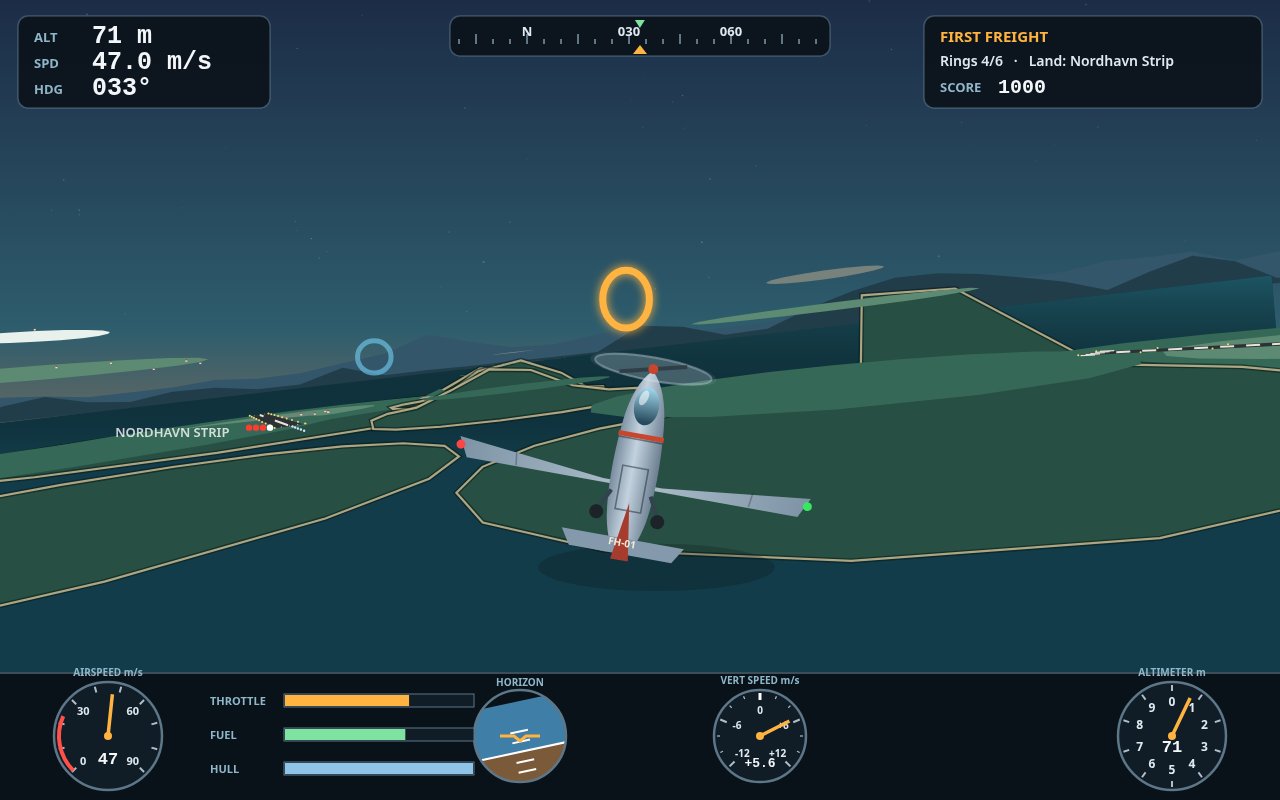 ALT 71 m
SPD 47.0 m/s
HDG 033°
N 030 060
FIRST FREIGHT
Rings 4/6 · Land: Nordhavn Strip
SCORE 1000
NORDHAVN STRIP
FH-01
AIRSPEED m/s
0 30 60 90
47
THROTTLE
FUEL
HULL
HORIZON
VERT SPEED m/s
-12 -6 0 +6 +12
+5.6
ALTIMETER m
0 1 2 3 4 5 6 7 8 9
71